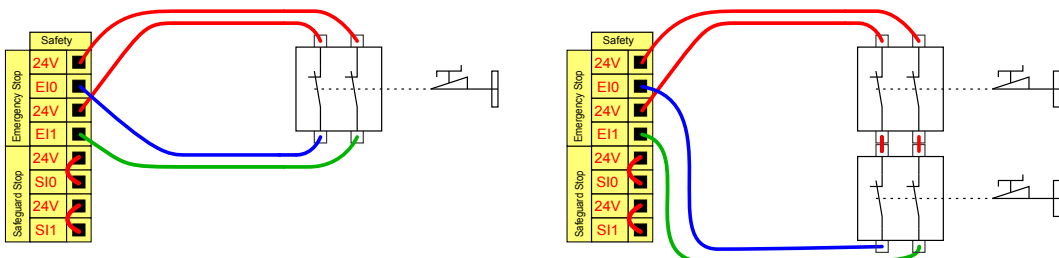 Safety
Emergency Stop
24V
EI0
24V
EI1
Safeguard Stop
24V
SI0
24V
SI1
Safety
Emergency Stop
24V
EI0
24V
EI1
Safeguard Stop
24V
SI0
24V
SI1